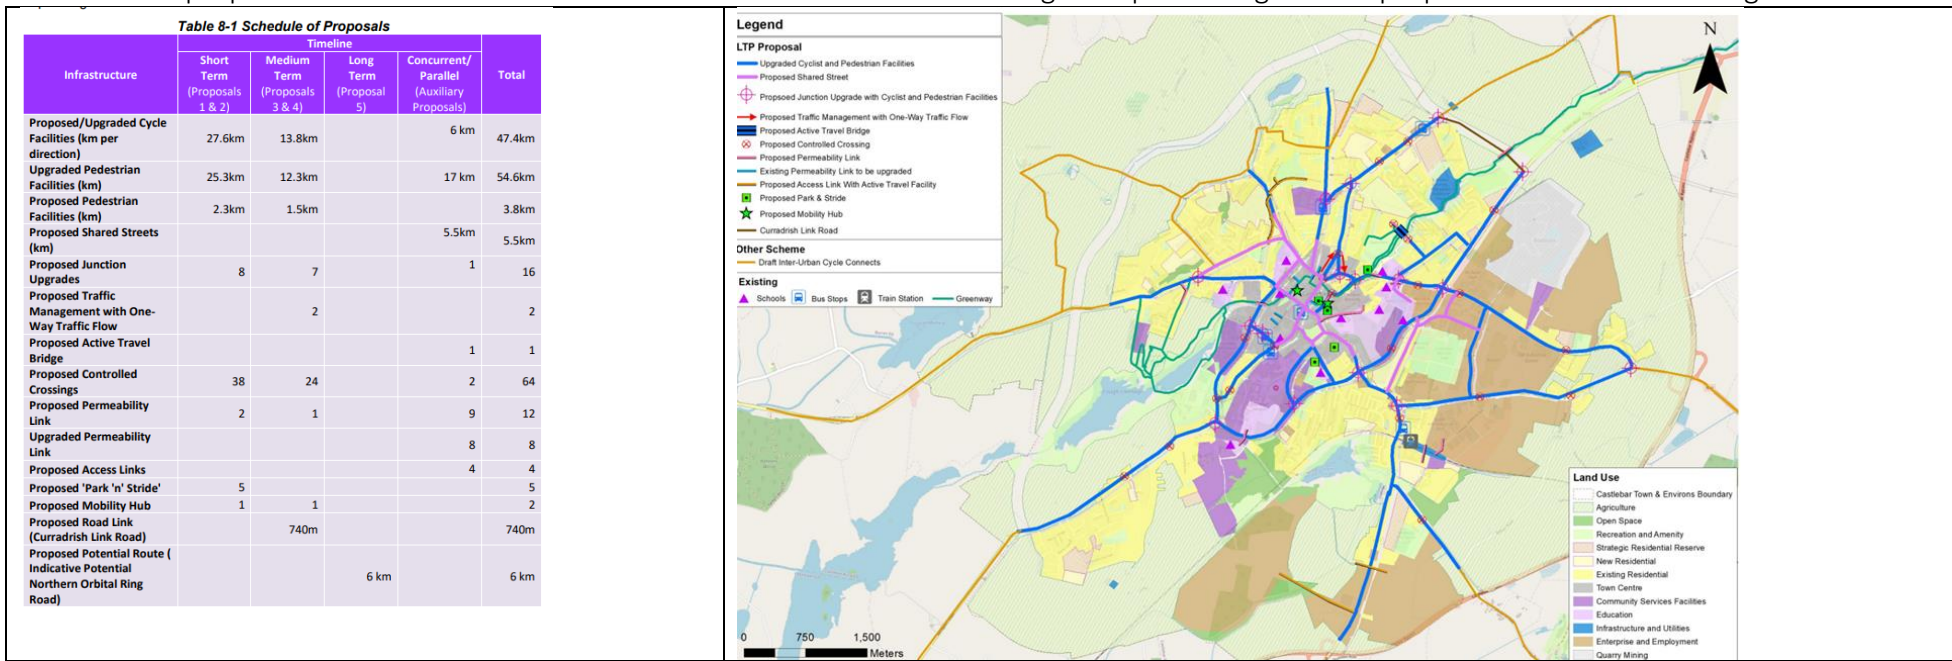 Table 8-1 Schedule of Proposals
Infrastructure
Timeline
Total
Short
Term
(Proposals
1 & 2)
Medium
Term
(Proposals
3 & 4)
Long
Term
(Proposal
5)
Concurrent/
Parallel
(Auxiliary
Proposals)
Proposed/Upgraded Cycle
Facilities (km per
direction)
27.6km 13.8km 6 km 47.4km
Upgraded Pedestrian
Facilities (km)
25.3km 12.3km 17 km 54.6km
Proposed Pedestrian
Facilities (km)
2.3km 1.5km 3.8km
Proposed Shared Streets
(km)
5.5km 5.5km
Proposed Junction
Upgrades
8 7 1 16
Proposed Traffic
Management with One-
Way Traffic Flow
2 2
Proposed Active Travel
Bridge
1 1
Proposed Controlled
Crossings
38 24 2 64
Proposed Permeability
Link
2 1 9 12
Upgraded Permeability
Link
8 8
Proposed Access Links 4 4
Proposed 'Park 'n' Stride' 5 5
Proposed Mobility Hub 1 1 2
Proposed Road Link
(Curradrish Link Road)
740m 740m
Proposed Potential Route (
Indicative Potential
Northern Orbital Ring
Road)
6 km 6 km
Legend
LTP Proposal
Upgraded Cyclist and Pedestrian Facilities
Proposed Shared Street
Proposed Junction Upgrade with Cyclist and Pedestrian Facilities
Proposed Traffic Management with One-Way Traffic Flow
Proposed Active Travel Bridge
Proposed Controlled Crossing
Proposed Permeability Link
Existing Permeability Link to be upgraded
Proposed Access Link With Active Travel Facility
Proposed Park & Stride
Proposed Mobility Hub
Curradrish Link Road
Other Scheme
Draft Inter-Urban Cycle Connects
Existing
Schools Bus Stops Train Station Greenway
N
0 750 1,500
Meters
Land Use
Castlebar Town & Environs Boundary
Agriculture
Open Space
Recreation and Amenity
Strategic Residential Reserve
New Residential
Existing Residential
Town Centre
Community Services Facilities
Education
Infrastructure and Utilities
Enterprise and Employment
Quarry Mining